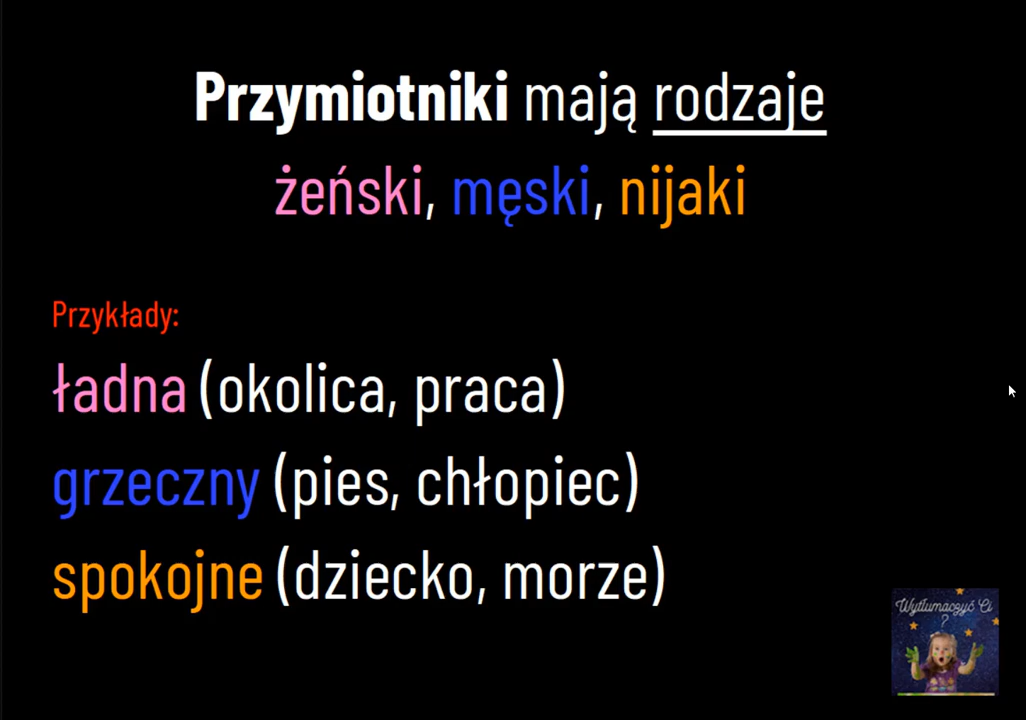 Przymiotniki mają rodzaje
żeński, męski, nijaki
Przykłady:
ładna (okolica, praca)
grzeczny (pies, chłopiec)
spokojne (dziecko, morze)
Wytłumaczyć Ci
?